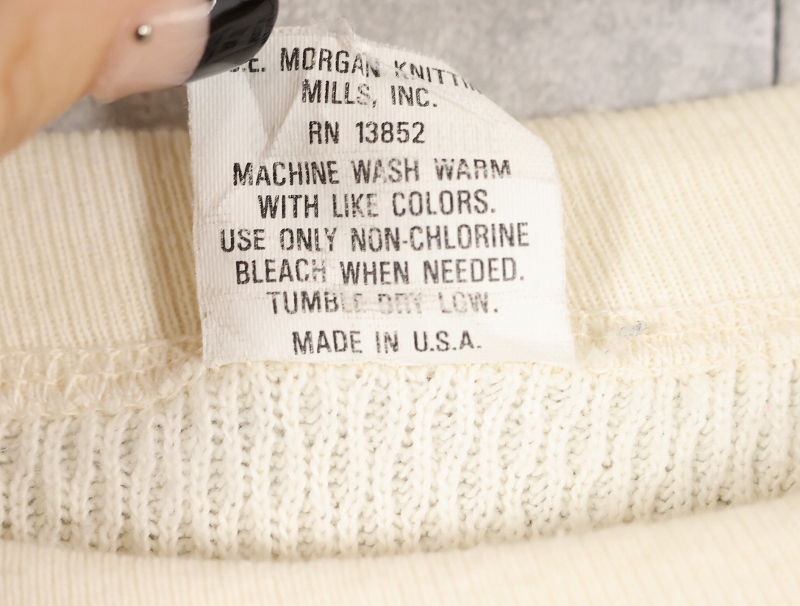 .E. MORGAN KNITTIN
MILLS, INC.
RN 13852
MACHINE WASH WARM
WITH LIKE COLORS.
USE ONLY NON-CHLORINE
BLEACH WHEN NEEDED.
TUMBLE DRY LOW.
MADE IN U.S.A.